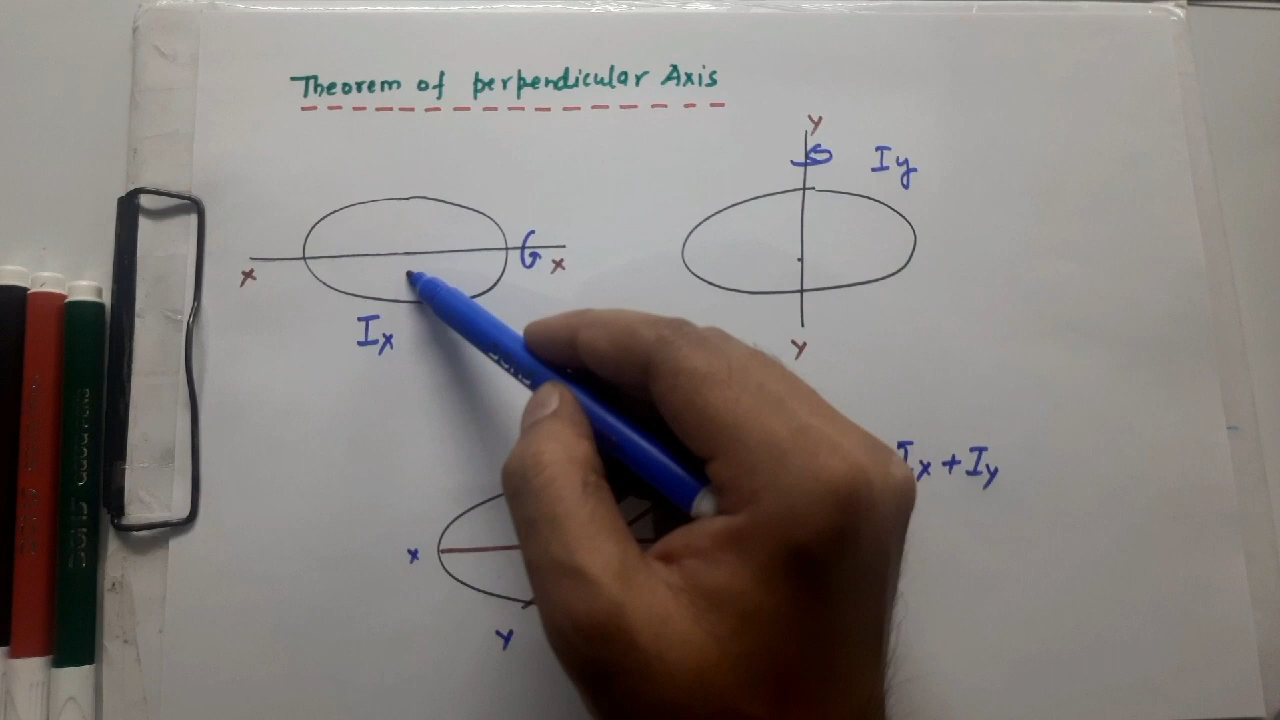 Theorem of perpendicular Axis
y
Iy
x
x
Ix
y
Ix + Iy
x
y